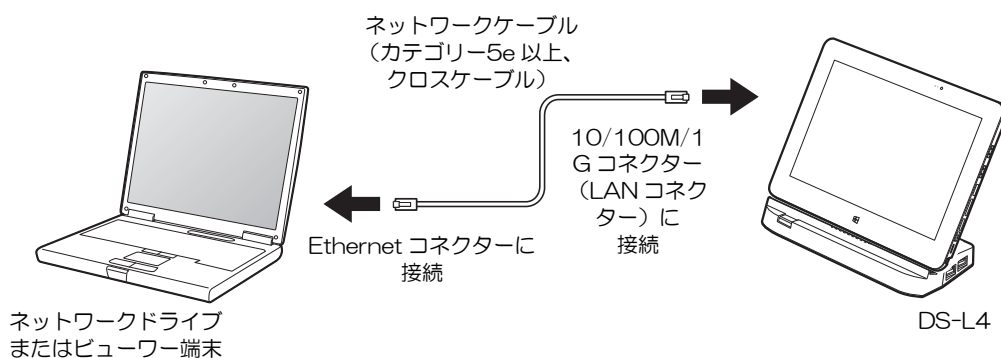 ネットワークケーブル
（カテゴリー5e 以上、
クロスケーブル）
10/100M/1
G コネクター
（LAN コネク
ター）に
接続
Ethernet コネクターに
接続
ネットワークドライブ
またはビューワー端末
DS-L4